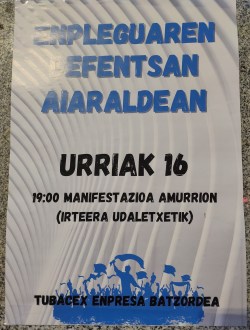 ENPLEGUAREN
DEFENTSAN
AIARALDEAN
URRIAK 16
19:00 MANIFESTAZIOA AMURRION
(IRTEERA UDALETXETIK)
TUBACEX ENPRESA BATZORDEA